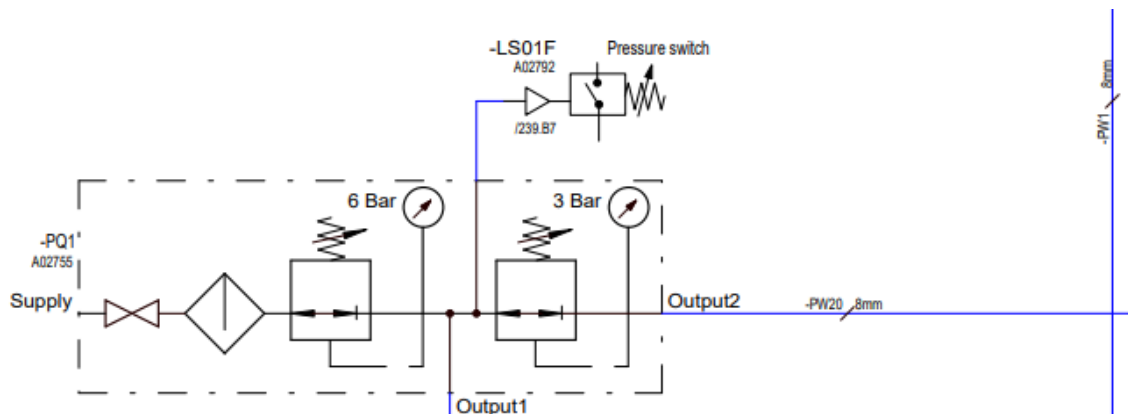 -LS01F
A02792
Pressure switch
/239.B7
8mm
-PW1
6 Bar
3 Bar
-PQ1
A02755
Supply
Output2
-PW20
8mm
Output1